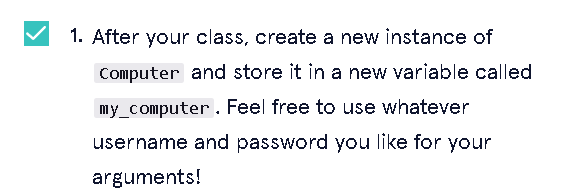 1. After your class, create a new instance of
Computer and store it in a new variable called
my_computer. Feel free to use whatever
username and password you like for your
arguments!